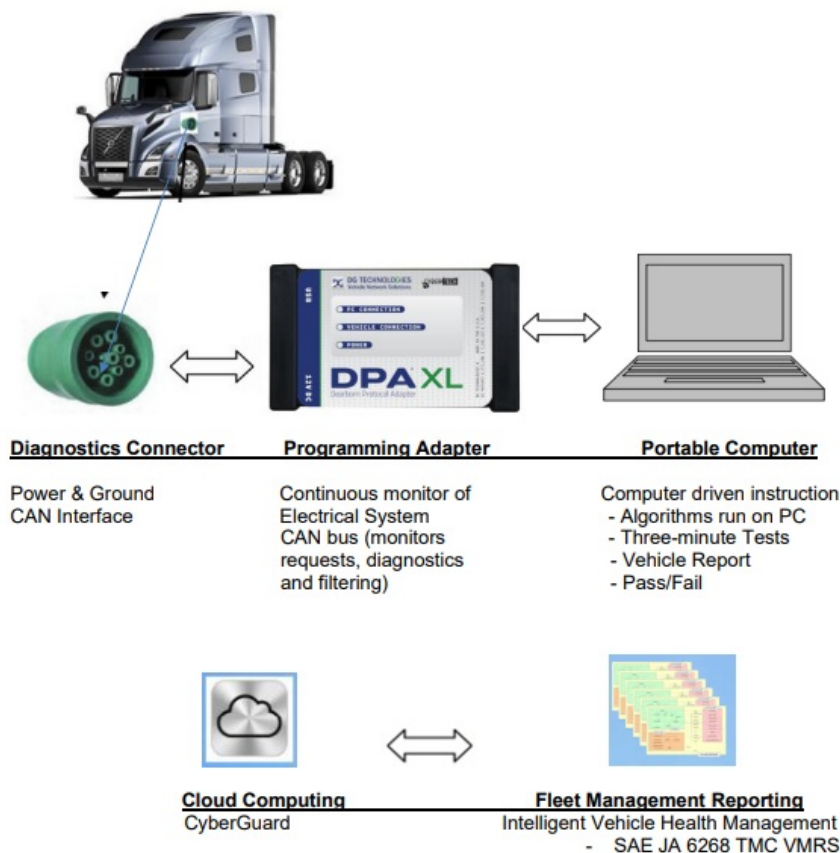 DG TECHNOLOGIES
Vehicle Network Solutions
USB
PC CONNECTION
VEHICLE CONNECTION
POWER
12V DC
DPA XL
Dearborn Protocol Adapter
Diagnostics Connector
Programming Adapter
Portable Computer
Power & Ground
CAN Interface
Continuous monitor of
Electrical System
CAN bus (monitors
requests, diagnostics
and filtering)
Computer driven instruction
- Algorithms run on PC
- Three-minute Tests
- Vehicle Report
- Pass/Fail
Cloud Computing
CyberGuard
Fleet Management Reporting
Intelligent Vehicle Health Management
- SAE JA 6268 TMC VMRS